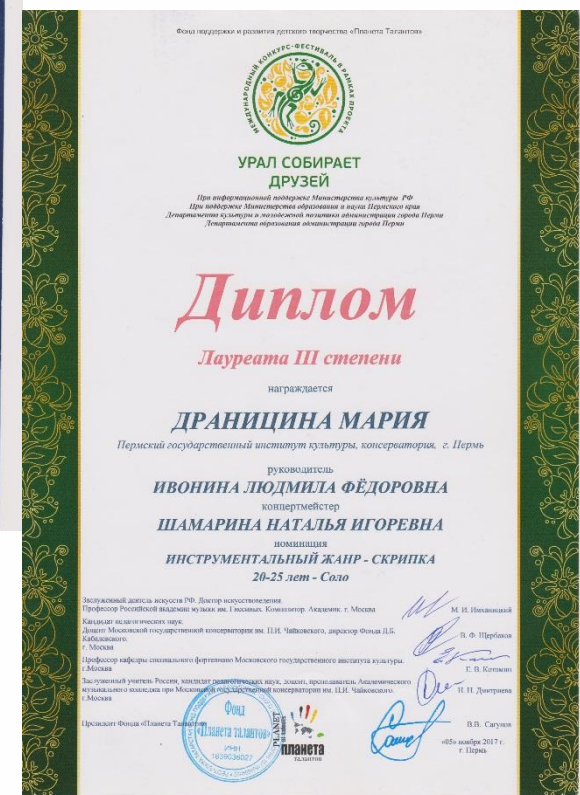 Фонд поддержки и развития детского творчества «Планета Талантов»
МЕЖДУНАРОДНЫЙ КОНКУРС-ФЕСТИВАЛЬ В РАМКАХ ПРОЕКТА
УРАЛ СОБИРАЕТ
ДРУЗЕЙ
При информационной поддержке Министерства культуры РФ
При поддержке Министерства образования и науки Пермского края
Департамента культуры и молодежной политики администрации города Перми
Департамента образования администрации города Перми
Диплом
Лауреата III степени
награждается
ДРАНИЦИНА МАРИЯ
Пермский государственный институт культуры, консерватория, г. Пермь
руководитель
ИВОНИНА ЛЮДМИЛА ФЁДОРОВНА
концертмейстер
ШАМАРИНА НАТАЛЬЯ ИГОРЕВНА
номинация
ИНСТРУМЕНТАЛЬНЫЙ ЖАНР - СКРИПКА
20-25 лет - Соло
Заслуженный деятель искусств РФ. Доктор искусствоведения
Профессор Российской академии музыки им. Гнесиных. Композитор. Академик. г. Москва
М. И. Имханицкий
Кандидат педагогических наук.
Доцент Московской государственной консерватории им. П.И. Чайковского, директор Фонда Д.Б.
Кабалевского.
г. Москва
В. Ф. Щербаков
Профессор кафедры специального фортепиано Московского государственного института культуры.
г.Москва
Е. В. Котомин
Заслуженный учитель России, кандидат педагогических наук, доцент, преподаватель Академического
музыкального колледжа при Московской государственной консерватории им. П.И. Чайковского.
г.Москва
Н. П. Дмитриева
Президент Фонда «Планета Талантов»
В.В. Сагунов
Фонд
«Планета талантов»
ИНН
PLANET
планета
талантов
«05» ноября 2017 г.
г. Пермь